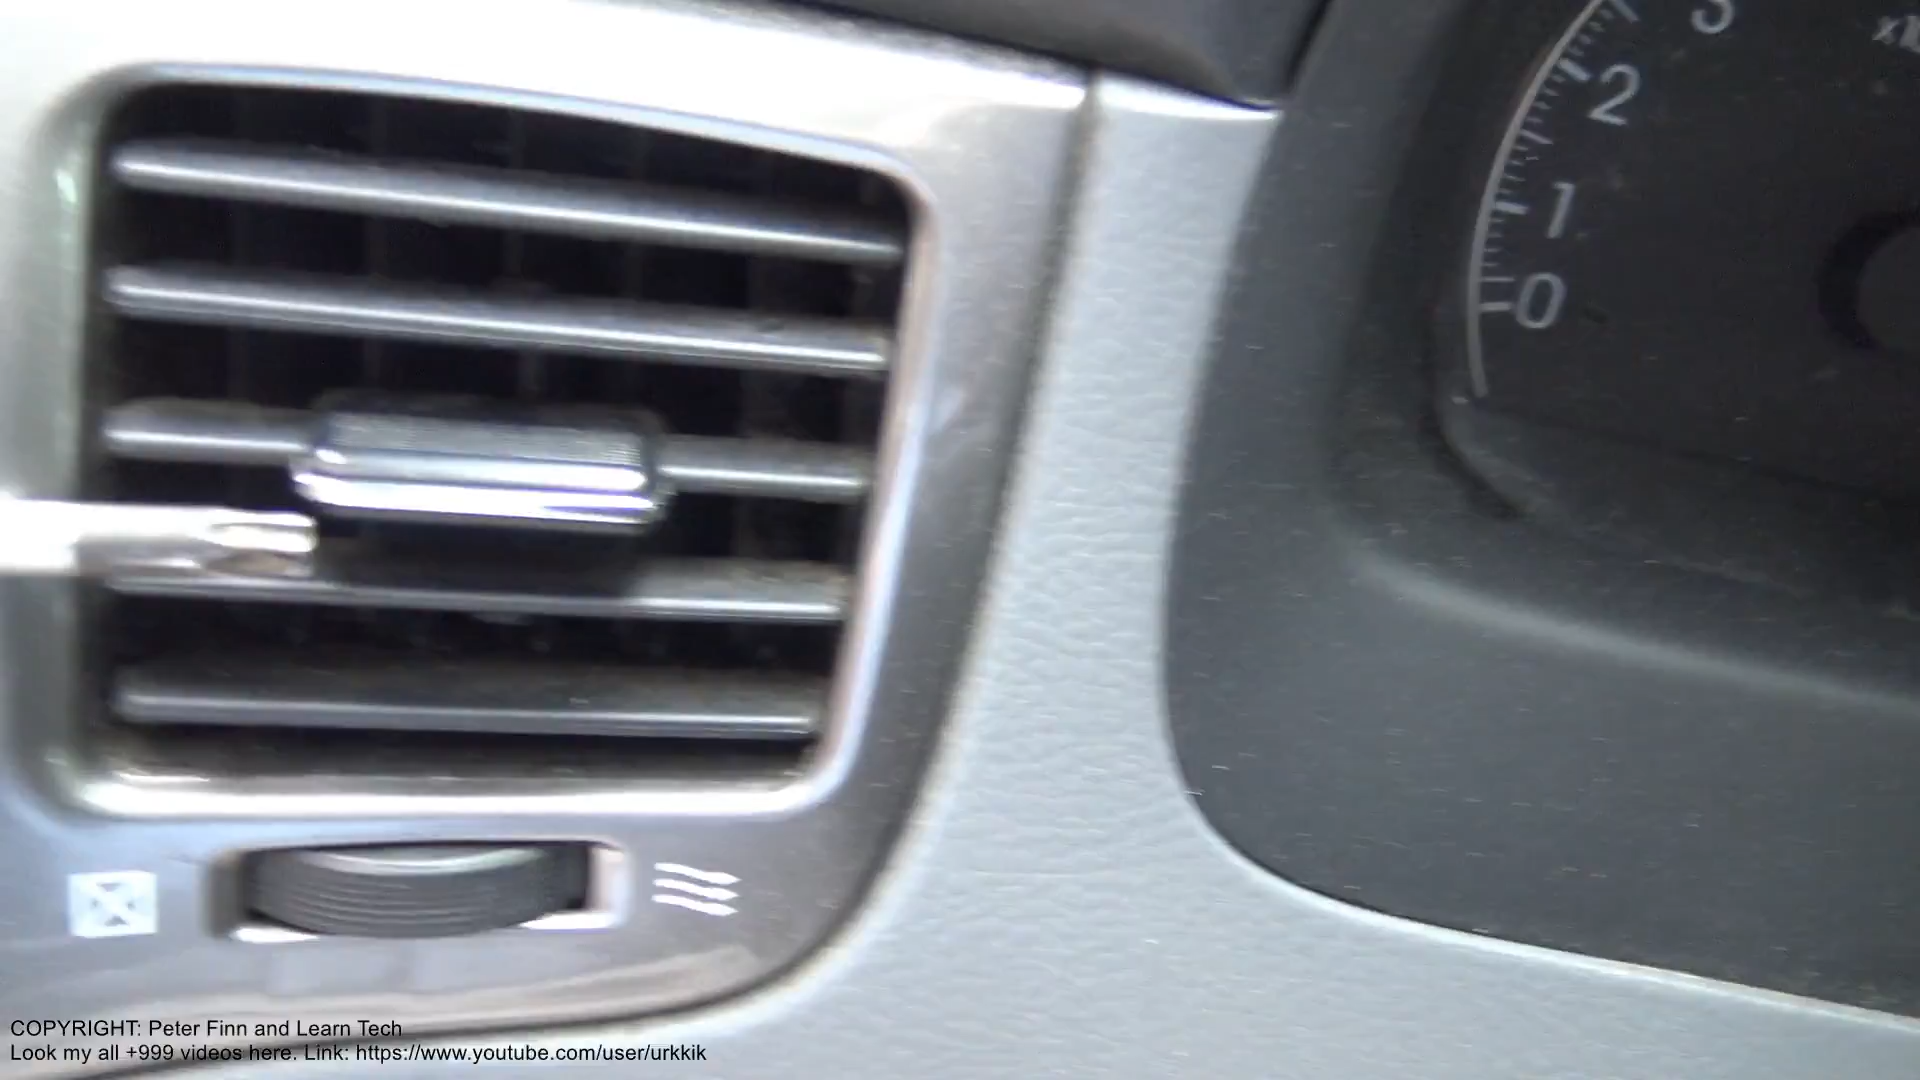 3
2
1
0
COPYRIGHT: Peter Finn and Learn Tech
Look my all +999 videos here. Link: https://www.youtube.com/user/urkkik